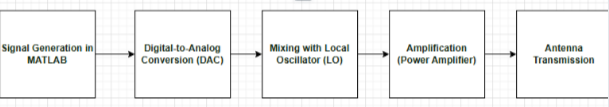 Signal Generation in
MATLAB
Digital-to-Analog
Conversion (DAC)
Mixing with Local
Oscillator (LO)
Amplification
(Power Amplifier)
Antenna
Transmission